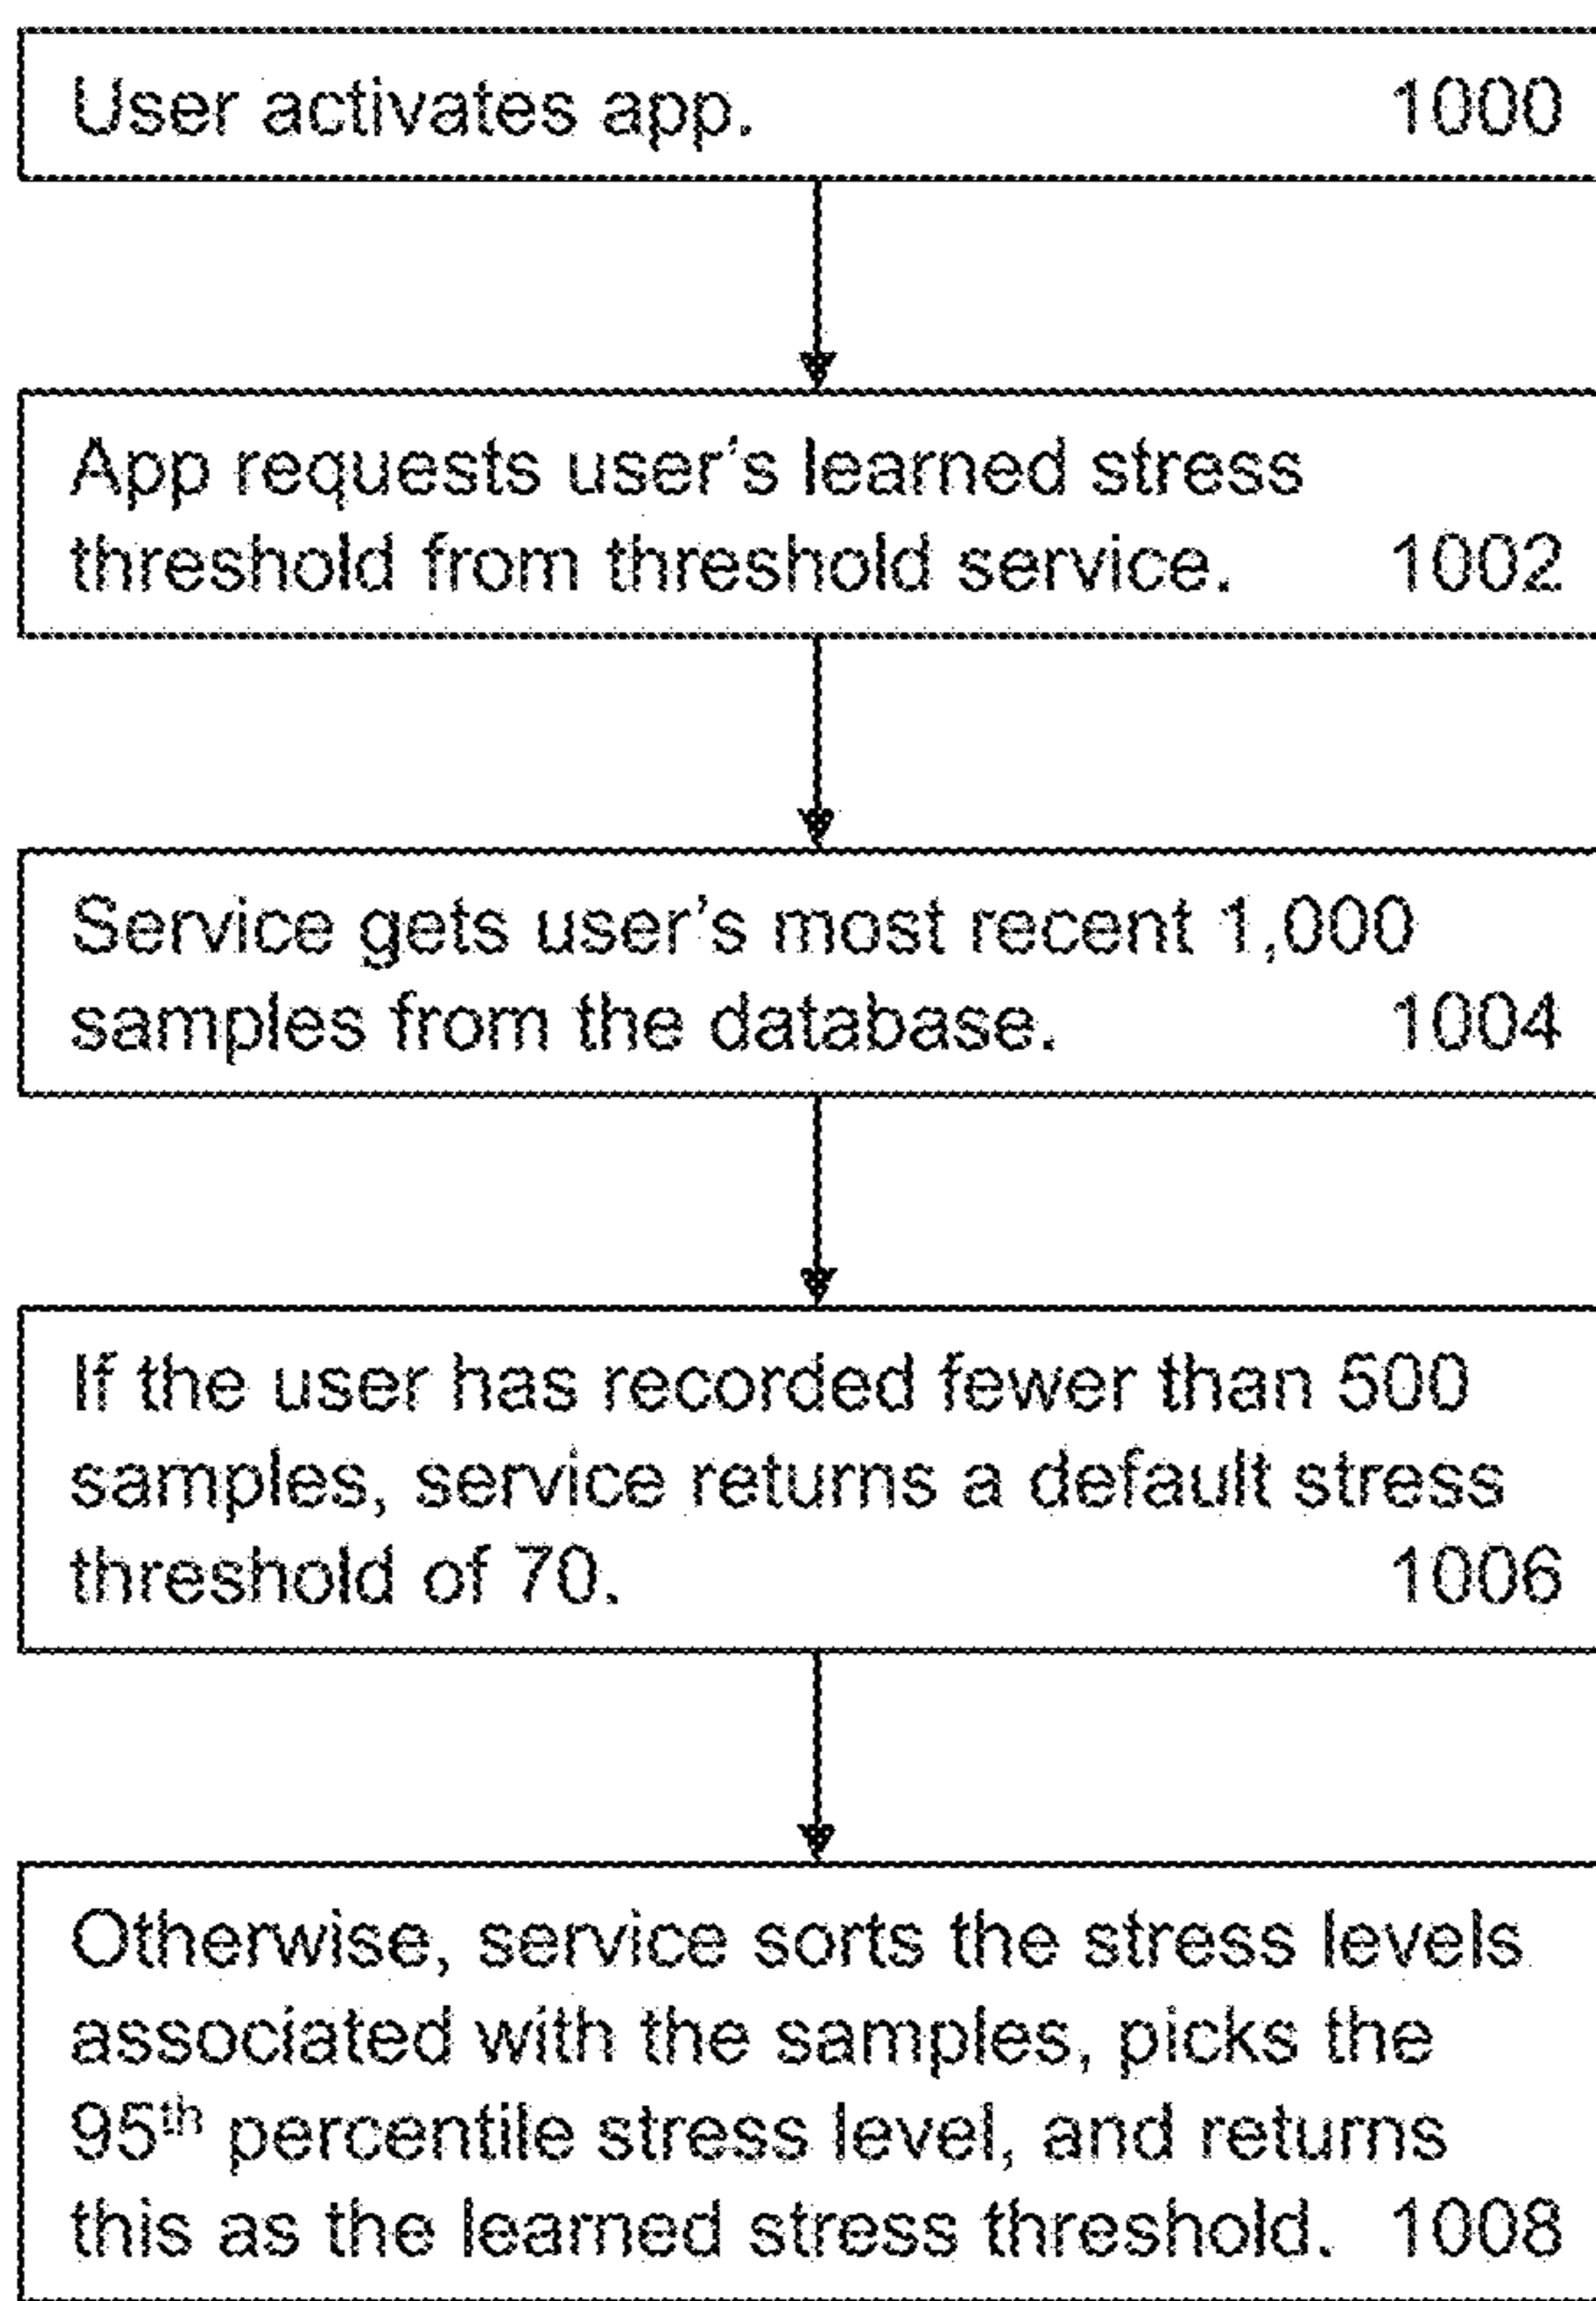 User activates app. 1000
App requests user's learned stress
threshold from threshold service. 1002
Service gets user's most recent 1,000
samples from the database. 1004
If the user has recorded fewer than 500
samples, service returns a default stress
threshold of 70. 1006
Otherwise, service sorts the stress levels
associated with the samples, picks the
95th percentile stress level, and returns
this as the learned stress threshold. 1008